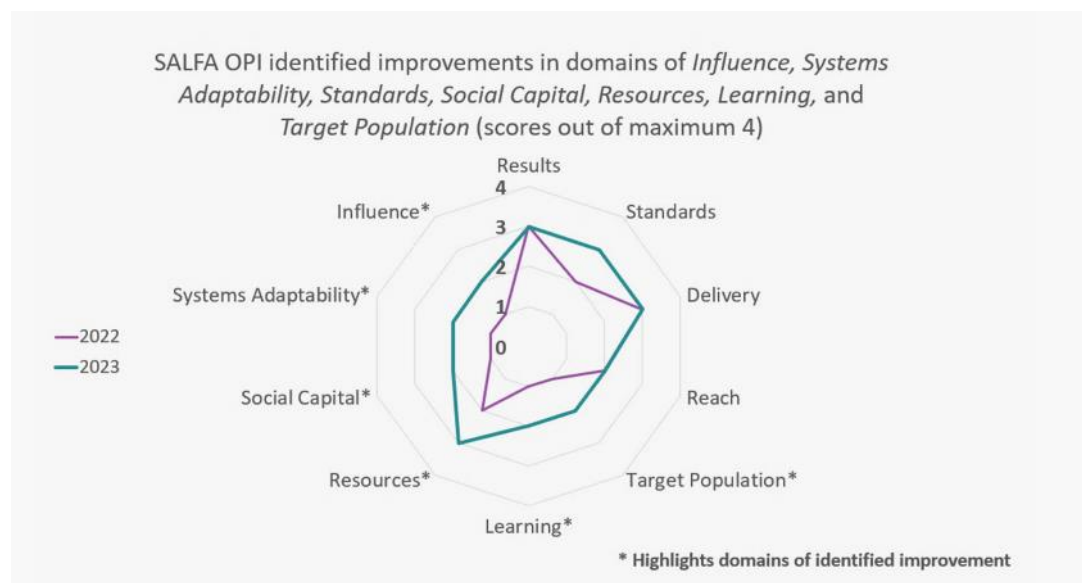 SALFA OPI identified improvements in domains of Influence, Systems
Adaptability, Standards, Social Capital, Resources, Learning, and
Target Population (scores out of maximum 4)
Results
4
Influence*
Standards
3
2
Systems Adaptability*
Delivery
1
2022
0
2023
Social Capital*
Reach
Resources*
Target Population*
Learning*
* Highlights domains of identified improvement